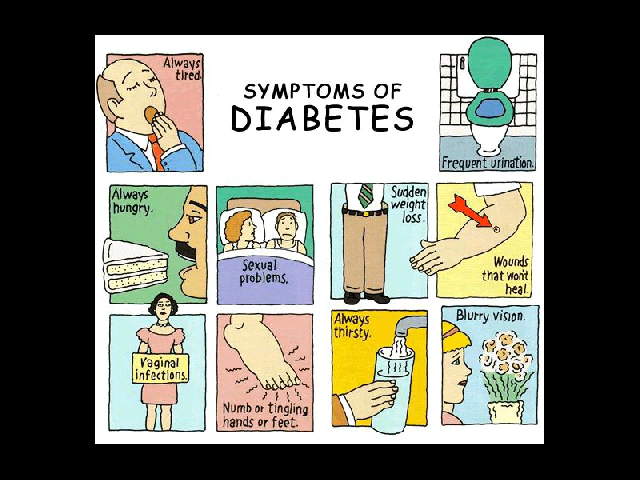 Always
tired.
SYMPTOMS OF
DIABETES
Frequent urination.
Always
hungry.
Sexual
problems.
Sudden
weight
loss.
Wounds
that won't
heal.
Vaginal
infections.
Numb or tingling
hands or feet.
Always
thirsty.
Blurry vision.